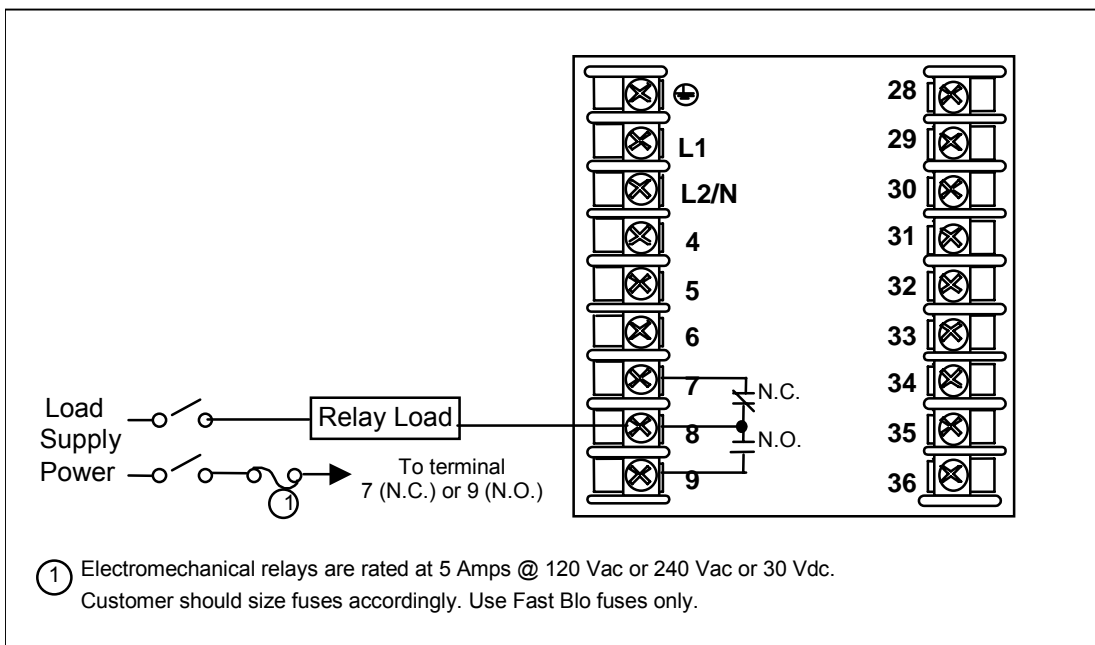 L1
L2/N
4
5
6
7
8
9
N.C.
N.O.
28
29
30
31
32
33
34
35
36
Load
Supply
Power
Relay Load
1
To terminal
7 (N.C.) or 9 (N.O.)
1 Electromechanical relays are rated at 5 Amps @ 120 Vac or 240 Vac or 30 Vdc.
Customer should size fuses accordingly. Use Fast Blo fuses only.